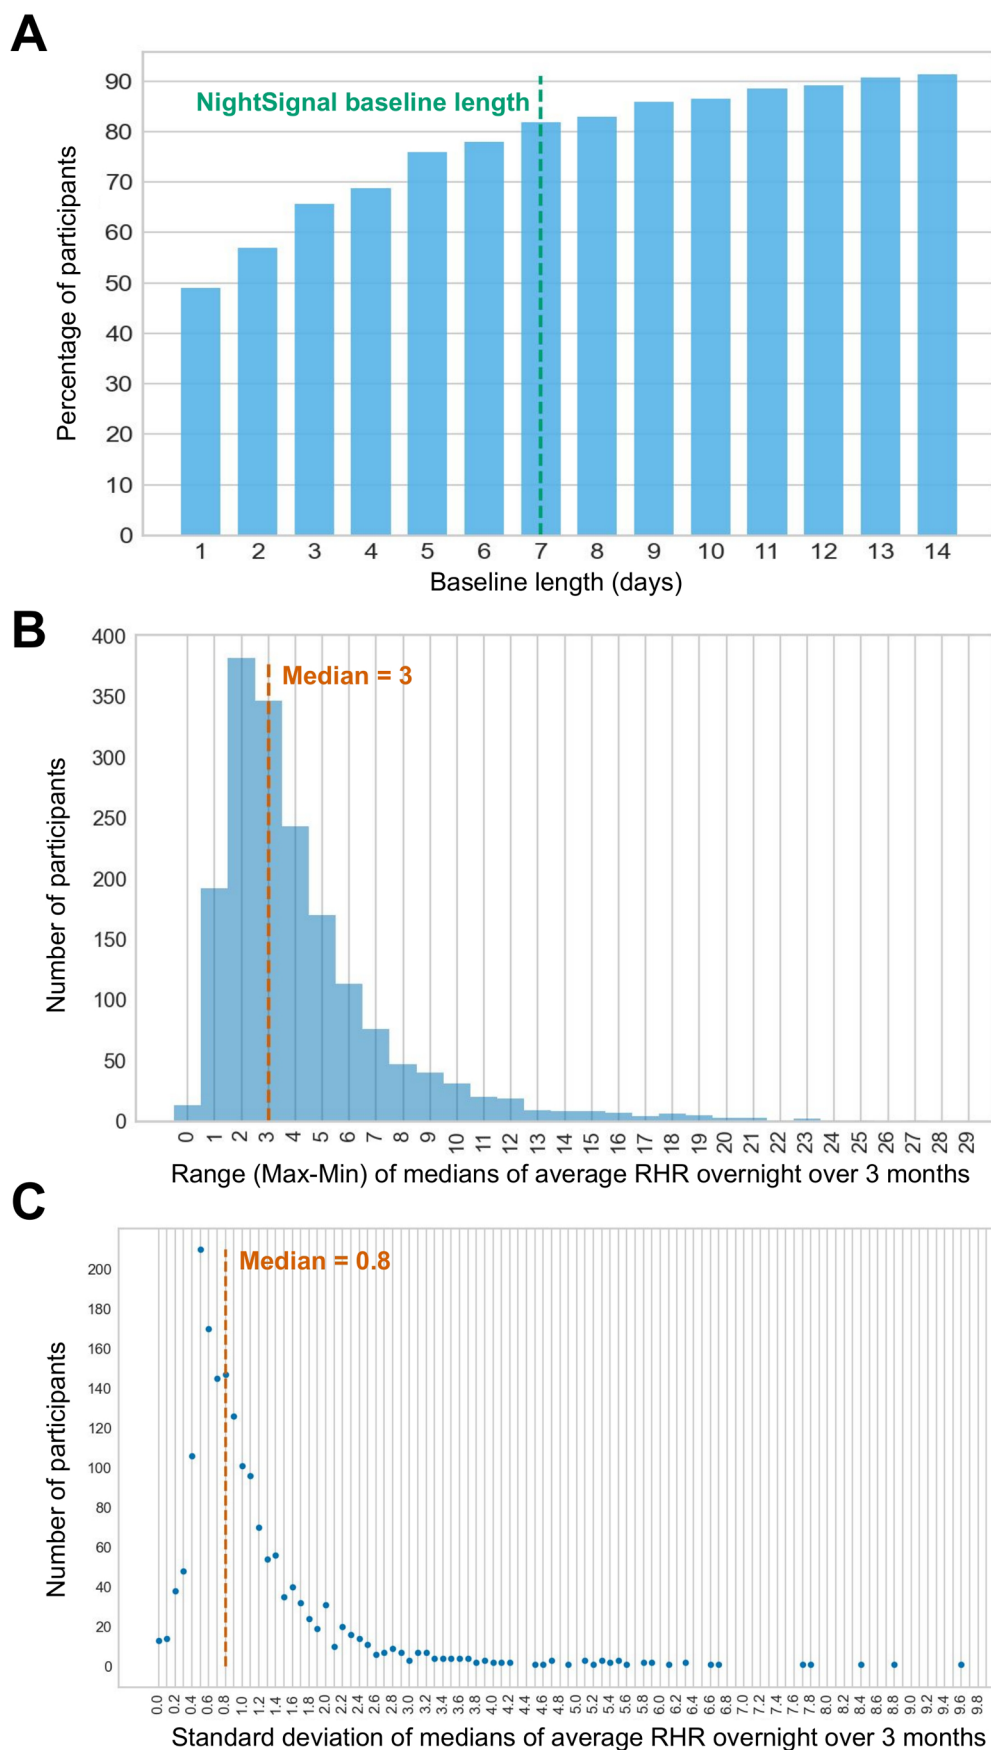 A
NightSignal baseline length
Percentage of participants
90
80
70
60
50
40
30
20
10
0
1 2 3 4 5 6 7 8 9 10 11 12 13 14
Baseline length (days)
B
Median = 3
Number of participants
400
350
300
250
200
150
100
50
0
0 1 2 3 4 5 6 7 8 9 10 11 12 13 14 15 16 17 18 19 20 21 22 23 24 25 26 27 28 29
Range (Max-Min) of medians of average RHR overnight over 3 months
C
Median = 0.8
Number of participants
200
180
160
140
120
100
80
60
40
20
0
0.0 0.2 0.4 0.6 0.8 1.0 1.2 1.4 1.6 1.8 2.0 2.2 2.4 2.6 2.8 3.0 3.2 3.4 3.6 3.8 4.0 4.2 4.4 4.6 4.8 5.0 5.2 5.4 5.6 5.8 6.0 6.2 6.4 6.6 6.8 7.0 7.2 7.4 7.6 7.8 8.0 8.2 8.4 8.6 8.8 9.0 9.2 9.4 9.6 9.8
Standard deviation of medians of average RHR overnight over 3 months